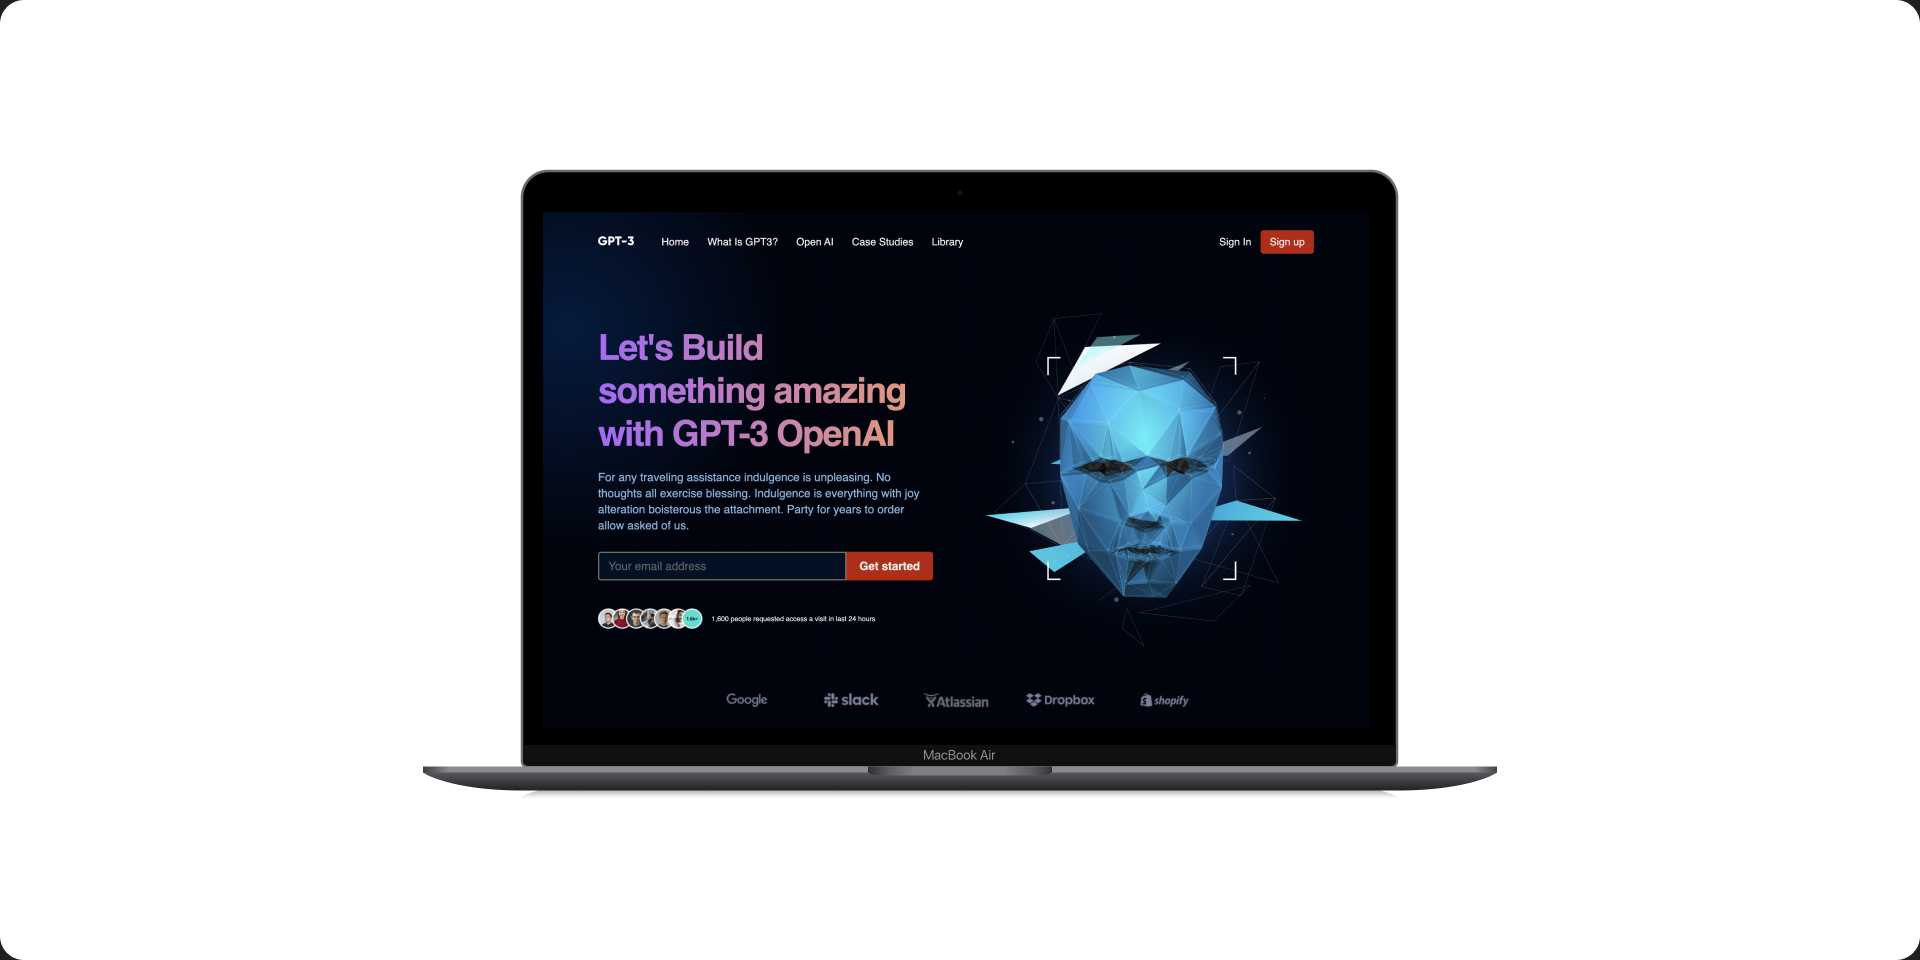 GPT-3 Home What Is GPT3? Open AI Case Studies Library Sign In Sign up
Let's Build
something amazing
with GPT-3 OpenAI
For any traveling assistance indulgence is unpleasing. No
thoughts all exercise blessing. Indulgence is everything with joy
alteration boisterous the attachment. Party for years to order
allow asked of us.
Your email address Get started
1.6k+ 1,600 people requested access a visit in last 24 hours
Google slack Atlassian Dropbox shopify
MacBook Air